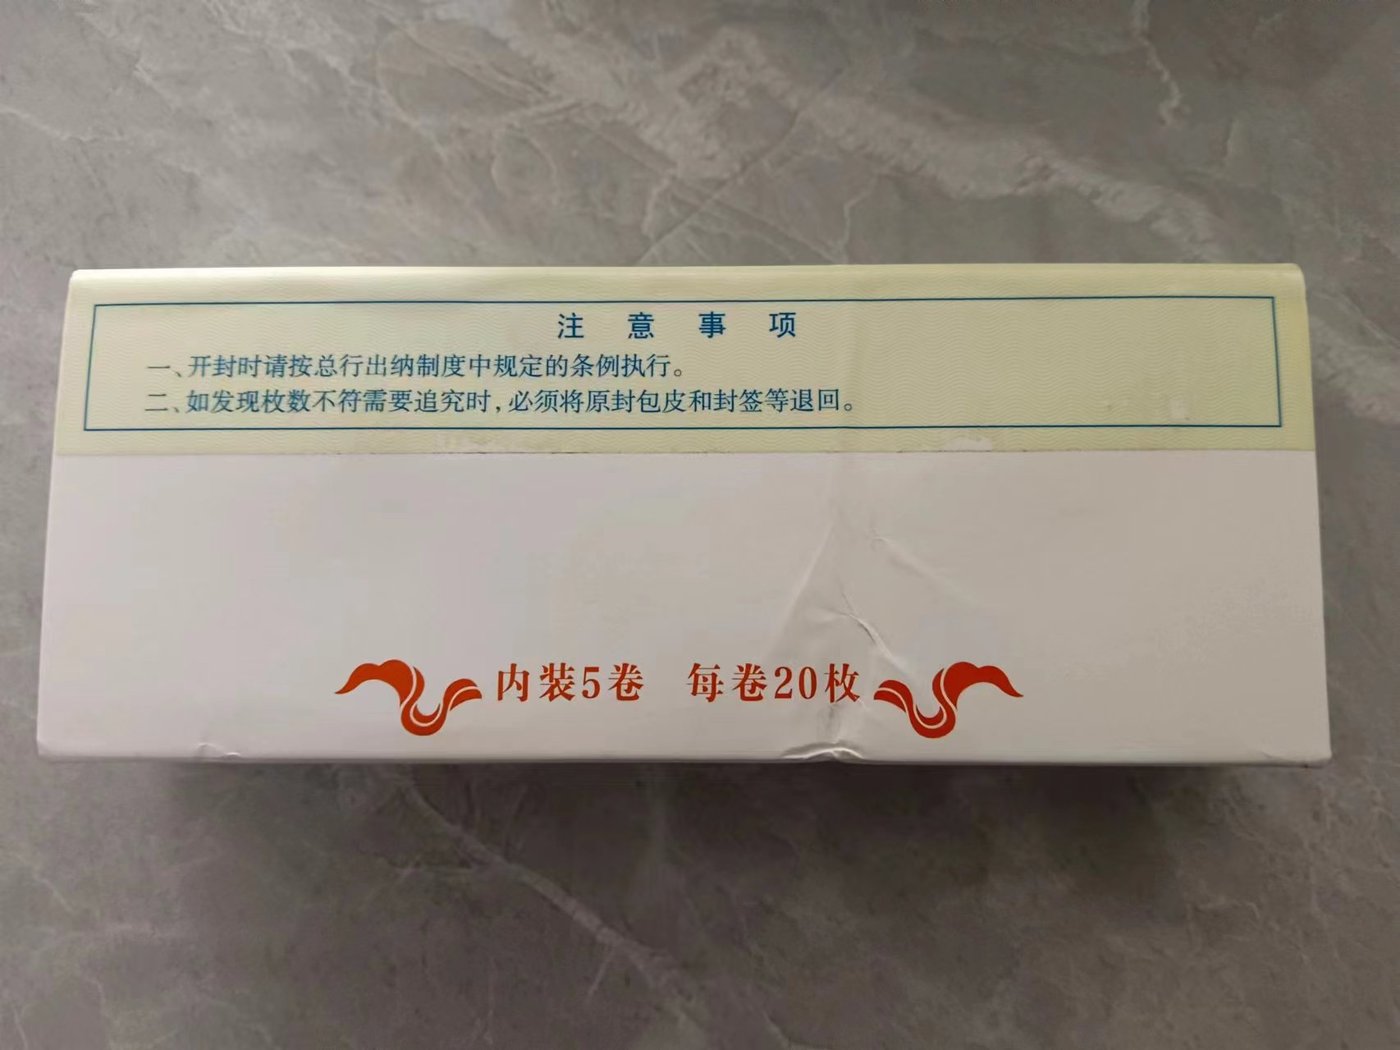 注意事项
一、开封时请按总行出纳制度中规定的条例执行。
二、如发现枚数不符需要追究时，必须将原封包皮和封签等退回。
内装5卷 每卷20枚